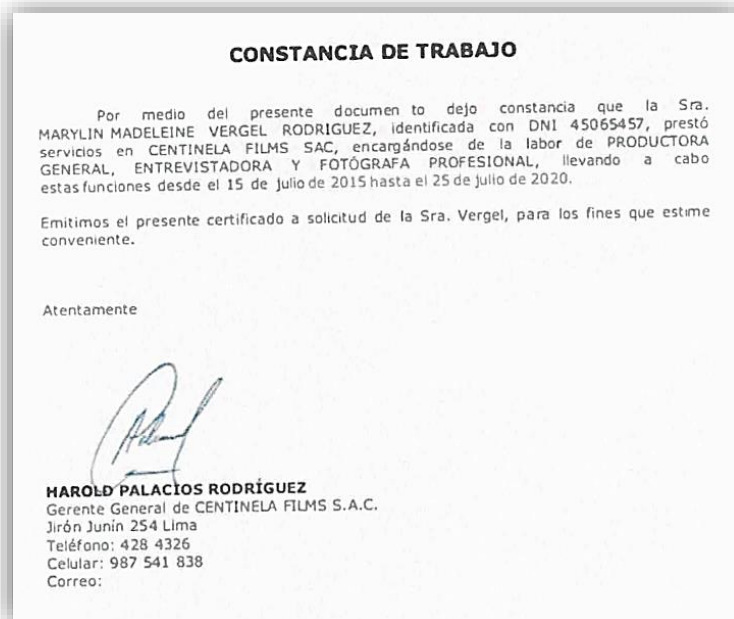 CONSTANCIA DE TRABAJO
Por medio del presente documen to dejo constancia que la Sra.
MARYLIN MADELEINE VERGEL RODRIGUEZ, identificada con DNI 45065457, prestó
servicios en CENTINELA FILMS SAC, encargándose de la labor de PRODUCTORA
GENERAL, ENTREVISTADORA Y FOTÓGRAFA PROFESIONAL, llevando a cabo
estas funciones desde el 15 de julio de 2015 hasta el 25 de julio de 2020.
Emitimos el presente certificado a solicitud de la Sra. Vergel, para los fines que estime
conveniente.
Atentamente
HAROLD PALACIOS RODRÍGUEZ
Gerente General de CENTINELA FILMS S.A.C.
Jirón Junín 254 Lima
Teléfono: 428 4326
Celular: 987 541 838
Correo: